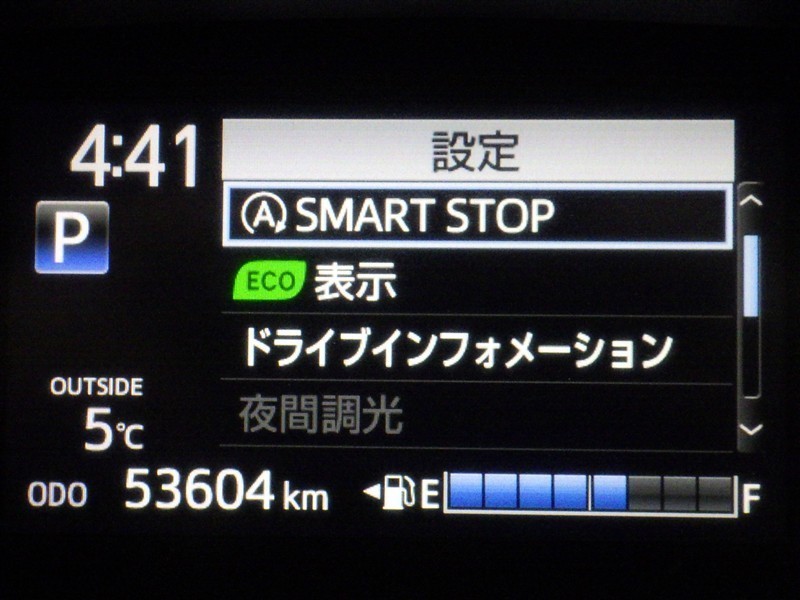 4:41
設定
P
A SMART STOP
ECO 表示
ドライブインフォメーション
夜間調光
OUTSIDE
5℃
ODO 53604 km
E F